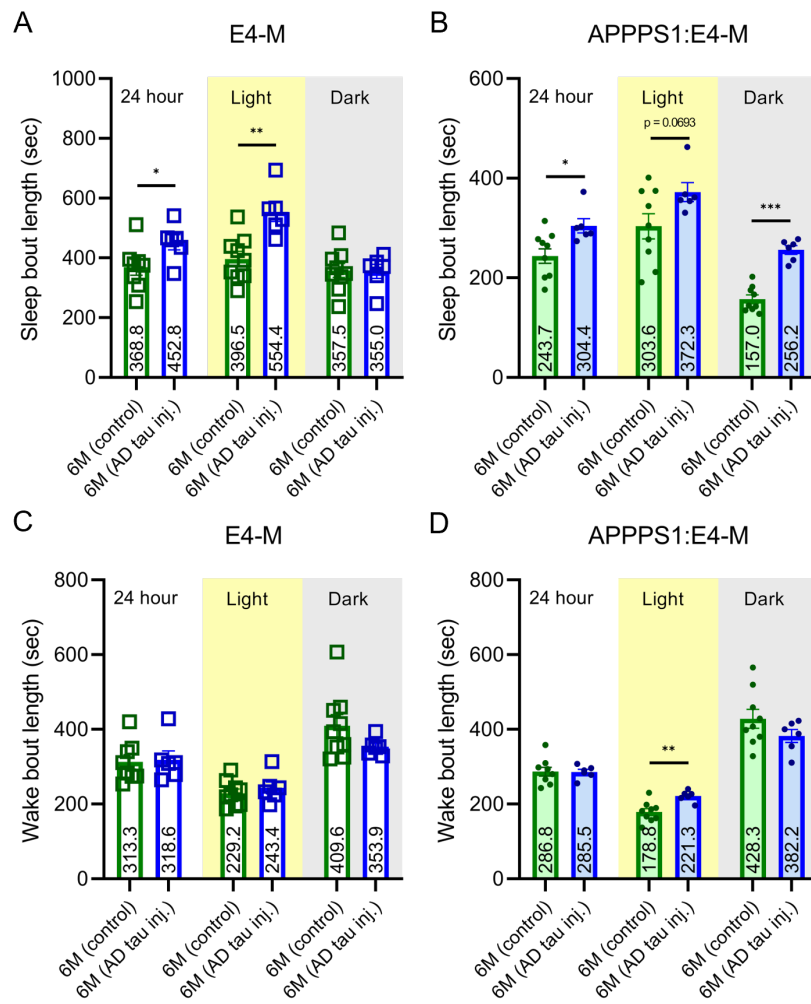 A
E4-M
Sleep bout length (sec)
1000
800
600
400
200
0
24 hour
Light
Dark
*
**
368.8
452.8
396.5
554.4
357.5
355.0
6M (control)
6M (AD tau inj.)
6M (control)
6M (AD tau inj.)
6M (control)
6M (AD tau inj.)
B
APPPS1:E4-M
Sleep bout length (sec)
600
400
200
0
24 hour
Light
Dark
*
p = 0.0693
***
243.7
304.4
303.6
372.3
157.0
256.2
6M (control)
6M (AD tau inj.)
6M (control)
6M (AD tau inj.)
6M (control)
6M (AD tau inj.)
C
E4-M
Wake bout length (sec)
800
600
400
200
0
24 hour
Light
Dark
313.3
318.6
229.2
243.4
409.6
353.9
6M (control)
6M (AD tau inj.)
6M (control)
6M (AD tau inj.)
6M (control)
6M (AD tau inj.)
D
APPPS1:E4-M
Wake bout length (sec)
800
600
400
200
0
24 hour
Light
Dark
**
286.8
285.5
178.8
221.3
428.3
382.2
6M (control)
6M (AD tau inj.)
6M (control)
6M (AD tau inj.)
6M (control)
6M (AD tau inj.)